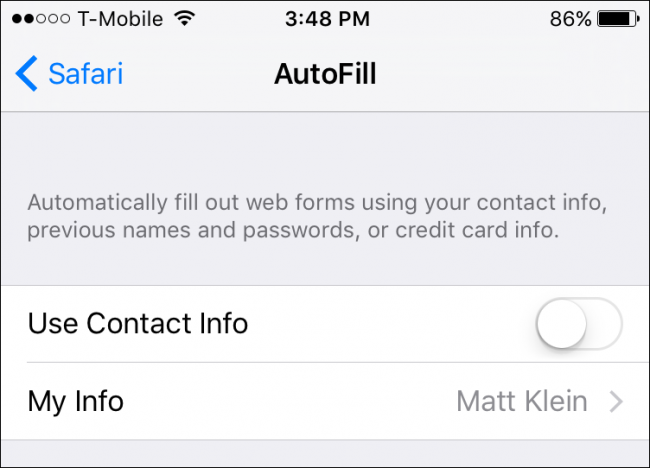 T-Mobile 3:48 PM 86%
Safari AutoFill
Automatically fill out web forms using your contact info,
previous names and passwords, or credit card info.
Use Contact Info
My Info Matt Klein